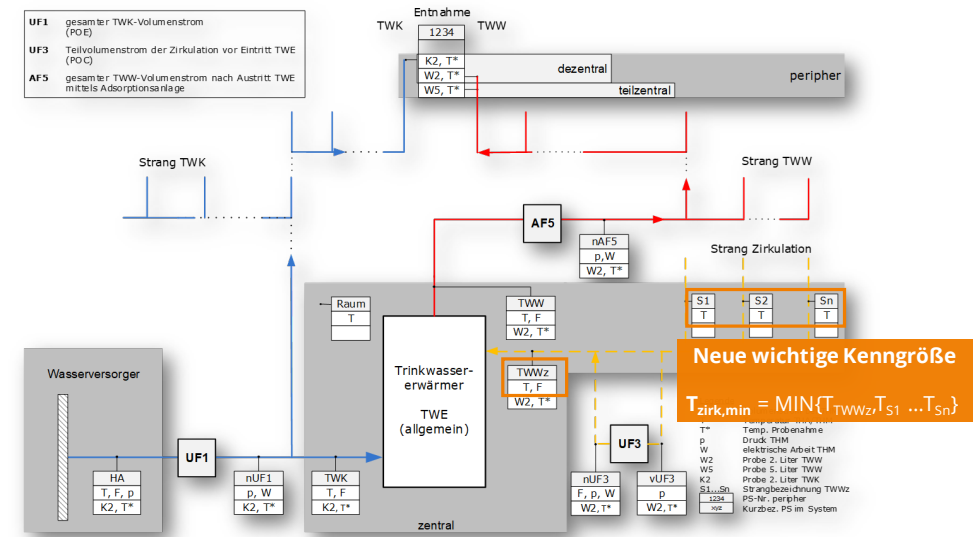 UF1 gesamter TWK-Volumenstrom
(POE)
UF3 Teilvolumenstrom der Zirkulation vor Eintritt TWE
(POC)
AF5 gesamter TWW-Volumenstrom nach Austritt TWE
mittels Adsorptionsanlage
Entnahme
TWK TWW
1234
K2, T*
W2, T*
W5, T*
dezentral
teilzentral
peripher
Strang TWK
Strang TWW
AF5
nAF5
p,W
W2, T*
Strang Zirkulation
Raum
T
TWW
T, F
W2, T*
S1 S2 Sn
T T T
Neue wichtige Kenngröße
Tzirk,min = MIN{TTWWz,TS1 ...TSn}
Wasserversorger
Trinkwasser-
erwärmer
TWE
(allgemein)
TWWz
T, F
W2, T*
UF1
UF3
HA
T, F, p
K2, T*
nUF1
p, W
K2, T*
TWK
T, F
K2, T*
nUF3
F, p, W
W2, T*
vUF3
p
W2, T*
zentral
T* Temp. Probenahme
p Druck THM
W elektrische Arbeit THM
W2 Probe 2. Liter TWW
W5 Probe 5. Liter TWW
K2 Probe 2. Liter TWK
S1...Sn Strangbezeichnung TWWz
1234 PS-Nr. peripher
xyz Kurzbez. PS im System